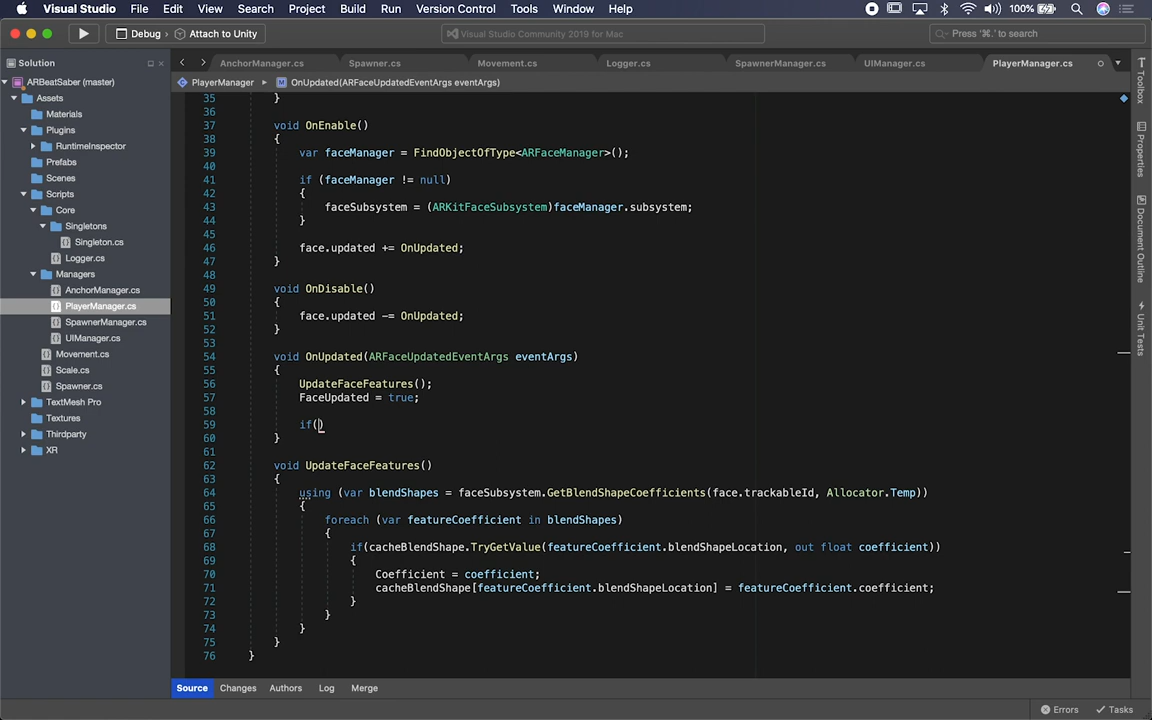 Visual Studio File Edit View Search Project Build Run Version Control Tools Window Help 100%
Debug › Attach to Unity Visual Studio Community 2019 for Mac Press '⌘.' to search
Solution AnchorManager.cs Spawner.cs Movement.cs Logger.cs SpawnerManager.cs UIManager.cs PlayerManager.cs
PlayerManager OnUpdated(ARFaceUpdatedEventArgs eventArgs)
ARBeatSaber (master)
Assets
Materials
Plugins
RuntimeInspector
Prefabs
Scenes
Scripts
Core
Singletons
Singleton.cs
Logger.cs
Managers
AnchorManager.cs
PlayerManager.cs
SpawnerManager.cs
UIManager.cs
Movement.cs
Scale.cs
Spawner.cs
TextMesh Pro
Textures
Thirdparty
XR
35 }
36
37 void OnEnable()
38 {
39 var faceManager = FindObjectOfType<ARFaceManager>();
40
41 if (faceManager != null)
42 {
43 faceSubsystem = (ARKitFaceSubsystem)faceManager.subsystem;
44 }
45
46 face.updated += OnUpdated;
47 }
48
49 void OnDisable()
50 {
51 face.updated -= OnUpdated;
52 }
53
54 void OnUpdated(ARFaceUpdatedEventArgs eventArgs)
55 {
56 UpdateFaceFeatures();
57 FaceUpdated = true;
58
59 if()
60 }
61
62 void UpdateFaceFeatures()
63 {
64 using (var blendShapes = faceSubsystem.GetBlendShapeCoefficients(face.trackableId, Allocator.Temp))
65 {
66 foreach (var featureCoefficient in blendShapes)
67 {
68 if(cacheBlendShape.TryGetValue(featureCoefficient.blendShapeLocation, out float coefficient))
69 {
70 Coefficient = coefficient;
71 cacheBlendShape[featureCoefficient.blendShapeLocation] = featureCoefficient.coefficient;
72 }
73 }
74 }
75 }
76 }
Toolbox
Properties
Document Outline
Unit Tests
Source Changes Authors Log Merge
Errors Tasks